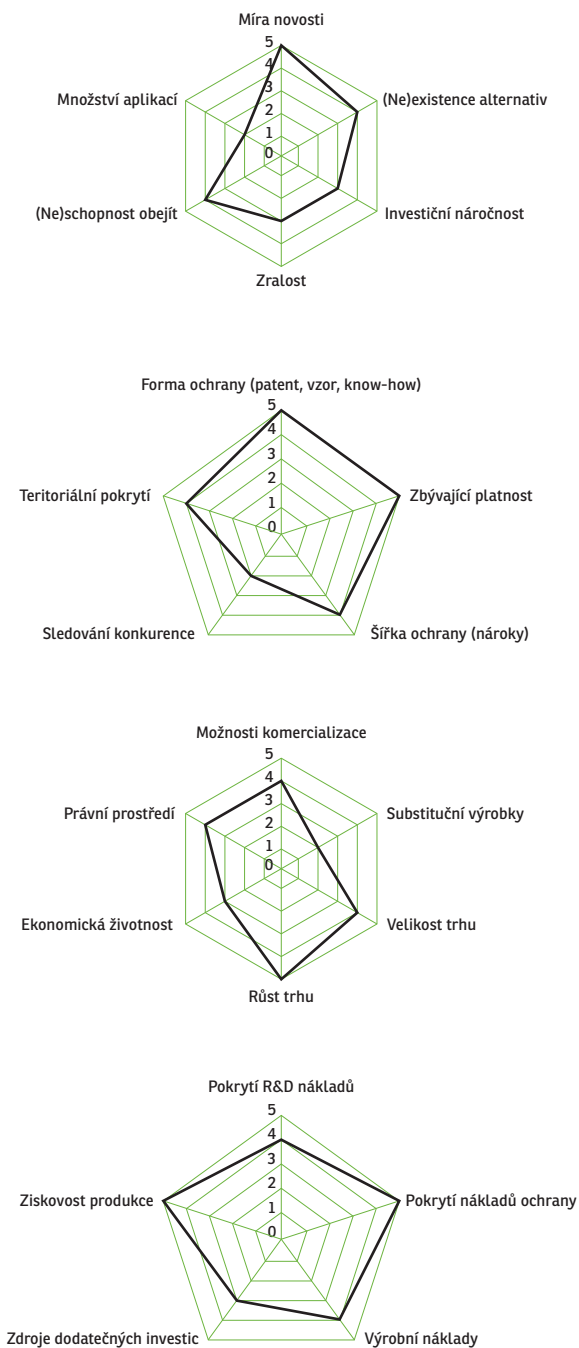 Míra novosti
5
4
3
2
1
0
Množství aplikací
(Ne)existence alternativ
(Ne)schopnost obejít
Investiční náročnost
Zralost
Forma ochrany (patent, vzor, know-how)
5
4
3
2
1
0
Teritoriální pokrytí
Zbývající platnost
Sledování konkurence
Šířka ochrany (nároky)
Možnosti komercializace
5
4
3
2
1
0
Právní prostředí
Substituční výrobky
Ekonomická životnost
Velikost trhu
Růst trhu
Pokrytí R&D nákladů
5
4
3
2
1
0
Ziskovost produkce
Pokrytí nákladů ochrany
Zdroje dodatečných investic
Výrobní náklady